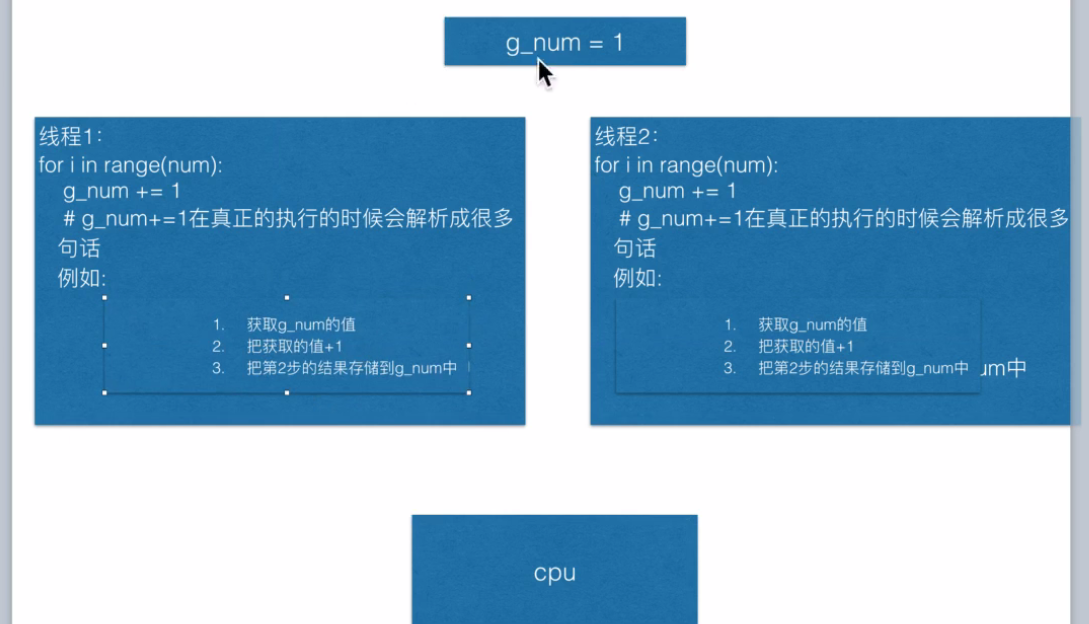 g_num = 1
线程1：
for i in range(num):
g_num += 1
# g_num+=1在真正的执行的时候会解析成很多
句话
例如:
1. 获取g_num的值
2. 把获取的值+1
3. 把第2步的结果存储到g_num中
线程2：
for i in range(num):
g_num += 1
# g_num+=1在真正的执行的时候会解析成很多
句话
例如:
1. 获取g_num的值
2. 把获取的值+1
3. 把第2步的结果存储到g_num中
um中
cpu